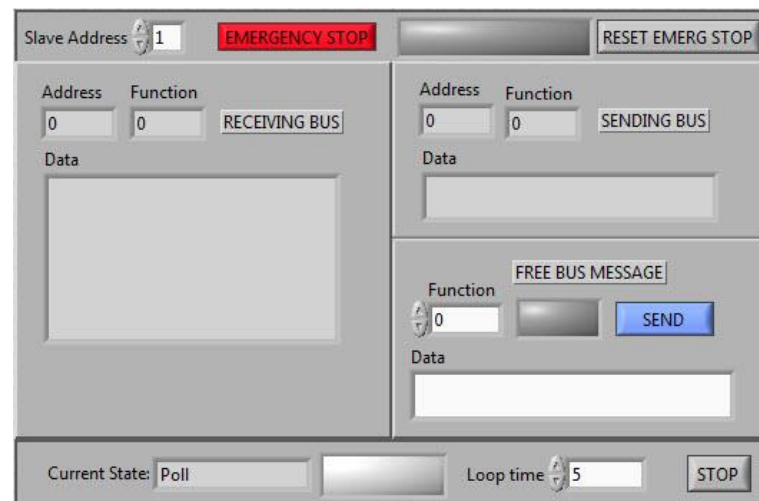 Slave Address 1 EMERGENCY STOP RESET EMERG STOP
Address Function
0 0 RECEIVING BUS
Data
Address Function
0 0 SENDING BUS
Data
FREE BUS MESSAGE
Function
0 SEND
Data
Current State: Poll Loop time 5 STOP